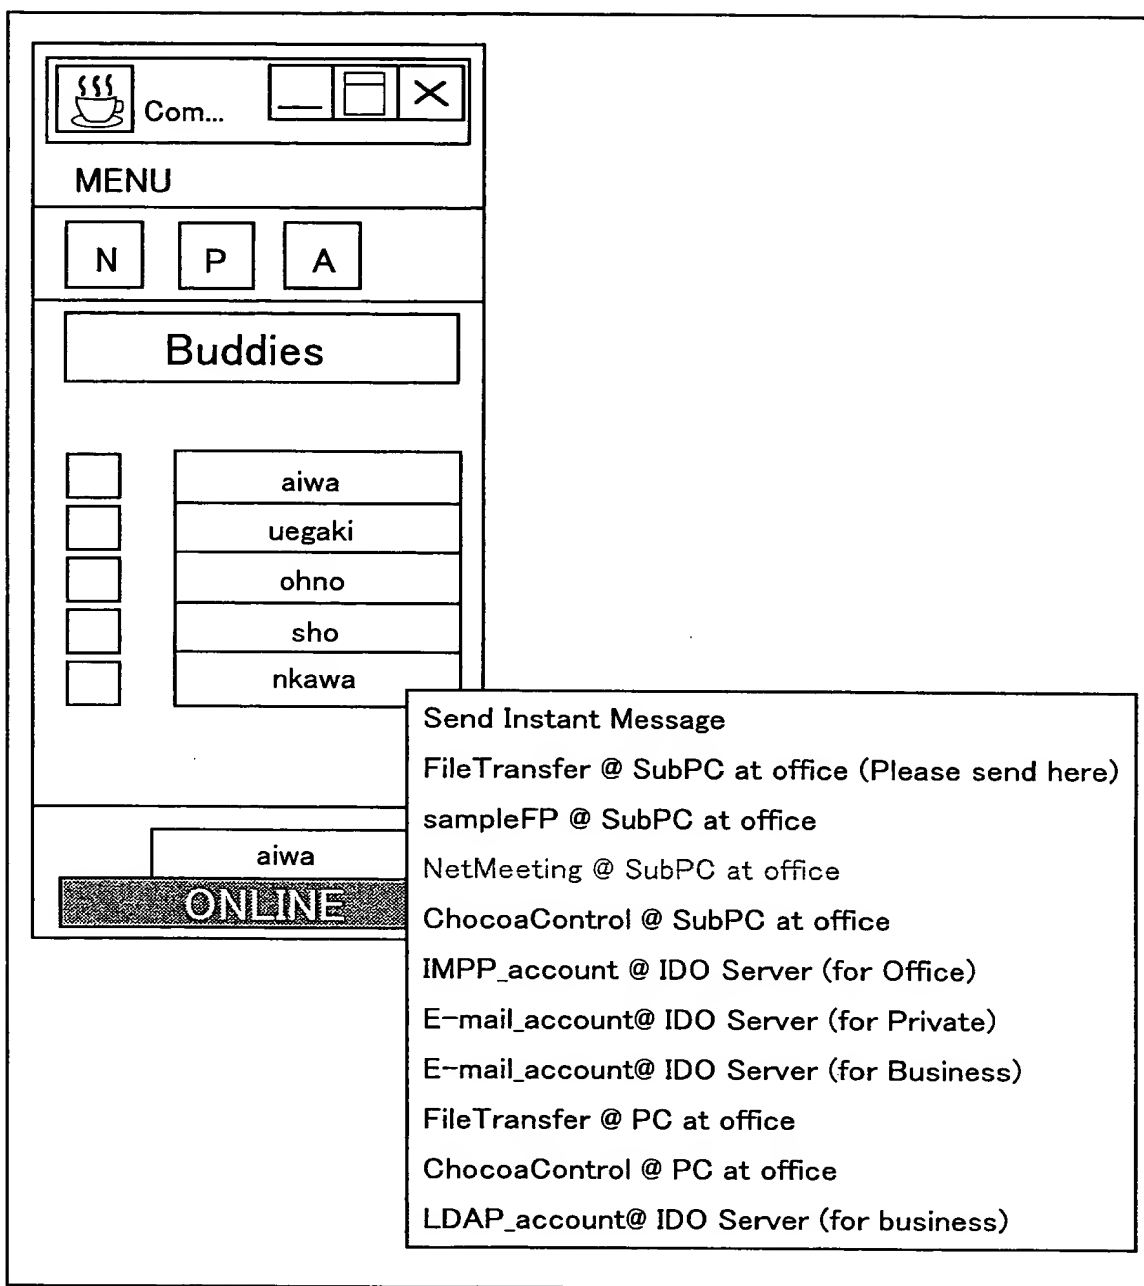 Com...
MENU
N P A
Buddies
aiwa
uegaki
ohno
sho
nkawa
Send Instant Message
FileTransfer @ SubPC at office (Please send here)
sampleFP @ SubPC at office
NetMeeting @ SubPC at office
ChocoaControl @ SubPC at office
IMPP_account @ IDO Server (for Office)
E-mail_account@ IDO Server (for Private)
E-mail_account@ IDO Server (for Business)
FileTransfer @ PC at office
ChocoaControl @ PC at office
LDAP_account@ IDO Server (for business)
aiwa
ONLINE